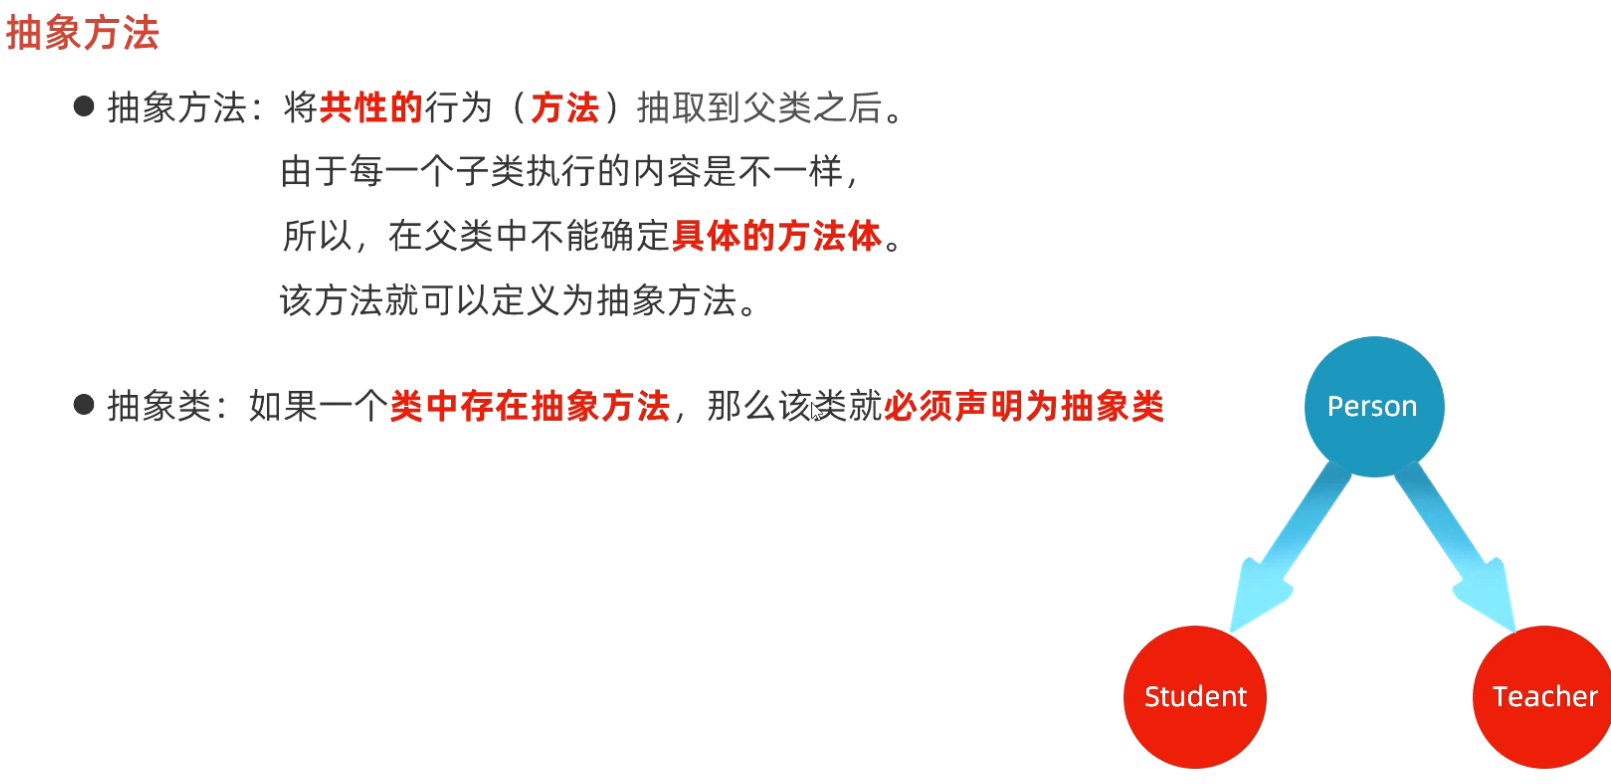 抽象方法
● 抽象方法：将共性的行为（方法）抽取到父类之后。
由于每一个子类执行的内容是不一样，
所以，在父类中不能确定具体的方法体。
该方法就可以定义为抽象方法。
● 抽象类：如果一个类中存在抽象方法，那么该类就必须声明为抽象类
Person
Student
Teacher